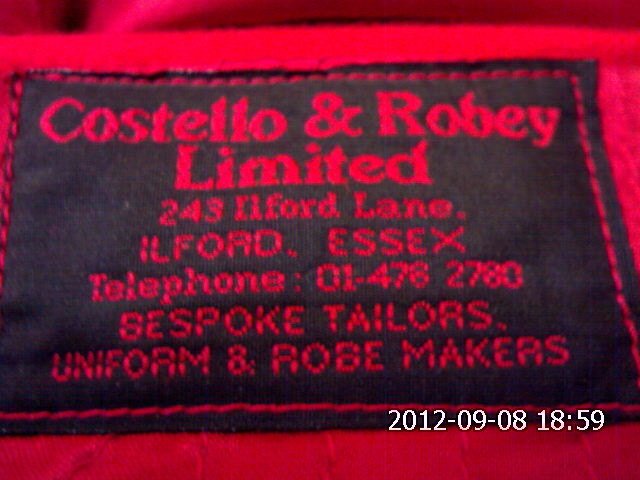 Costello & Robey
Limited
243 Ilford Lane,
ILFORD, ESSEX
Telephone: 01-478 2780
BESPOKE TAILORS,
UNIFORM & ROBE MAKERS
2012-09-08 18:59